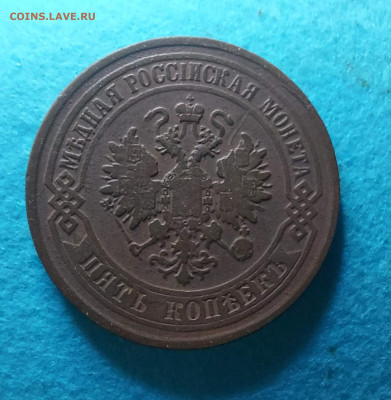 COINS.LAVE.RU
МѢДНАЯ РОССІЙСКАЯ МОНЕТА
ПЯТЬ КОПѢЕКЪ